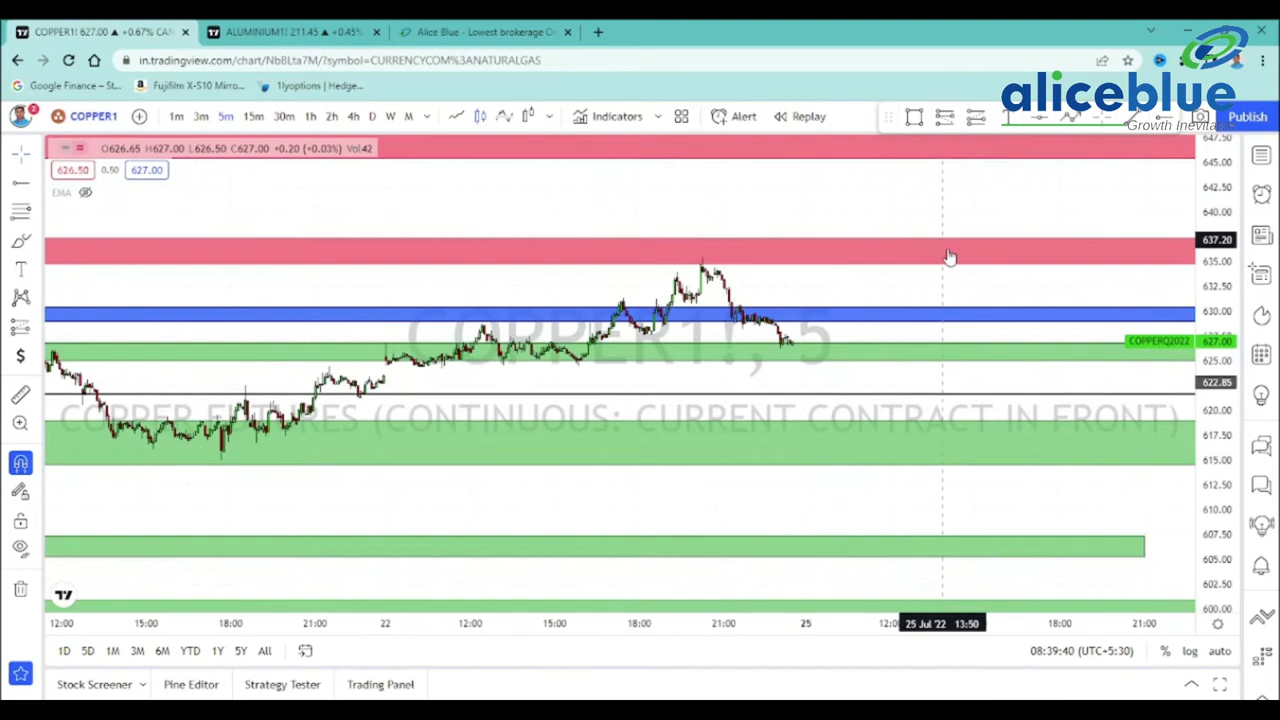 COPPER1! 627.00 ▲ +0.67% CAN
ALUMINIUM1! 211.45 ▲ +0.45%
Alice Blue - Lowest brokerage O
in.tradingview.com/chart/NbBLta7M/?symbol=CURRENCYCOM%3ANATURALGAS
Google Finance – St...
Fujifilm X-S10 Mirro...
1lyoptions | Hedge...
aliceblue
Growth Inevita
2
COPPER1
1m 3m 5m 15m 30m 1h 2h 4h D W M
Indicators
Alert
Replay
Publish
O626.65 H627.00 L626.50 C627.00 +0.20 (+0.03%) Vol42
626.50 0.50 627.00
EMA
COPPER1!, 5
COPPER FUTURES (CONTINUOUS: CURRENT CONTRACT IN FRONT)
647.50
645.00
642.50
640.00
637.20
635.00
632.50
630.00
COPPERQ2022 627.00
625.00
622.85
620.00
617.50
615.00
612.50
610.00
607.50
605.00
602.50
600.00
12:00 15:00 18:00 21:00 22 12:00 15:00 18:00 21:00 25 25 Jul '22 13:50 18:00 21:00
1D 5D 1M 3M 6M YTD 1Y 5Y All
08:39:40 (UTC+5:30) % log auto
Stock Screener Pine Editor Strategy Tester Trading Panel